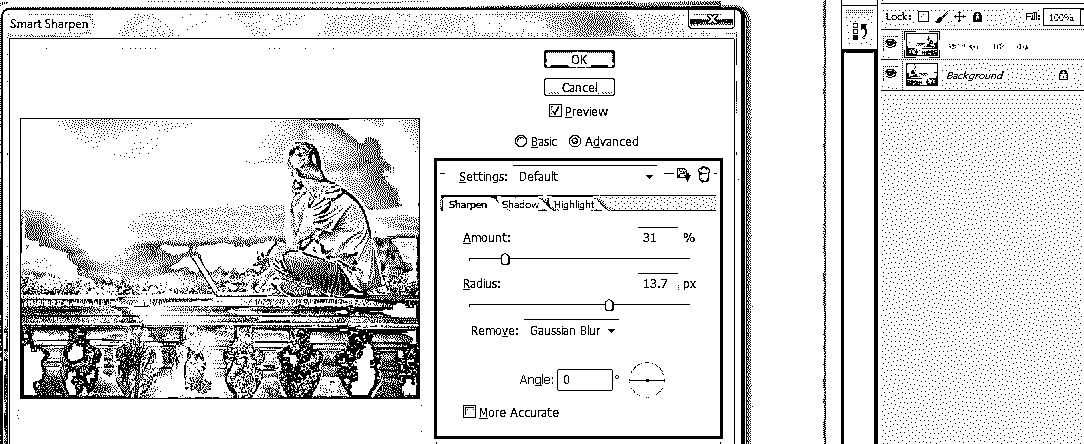 Smart Sharpen
OK
Cancel
Preview
Basic Advanced
Settings: Default
Sharpen Shadow Highlight
Amount: 31 %
Radius: 13.7 px
Remove: Gaussian Blur
Angle: 0 °
More Accurate
Lock: Fill: 100%
Background